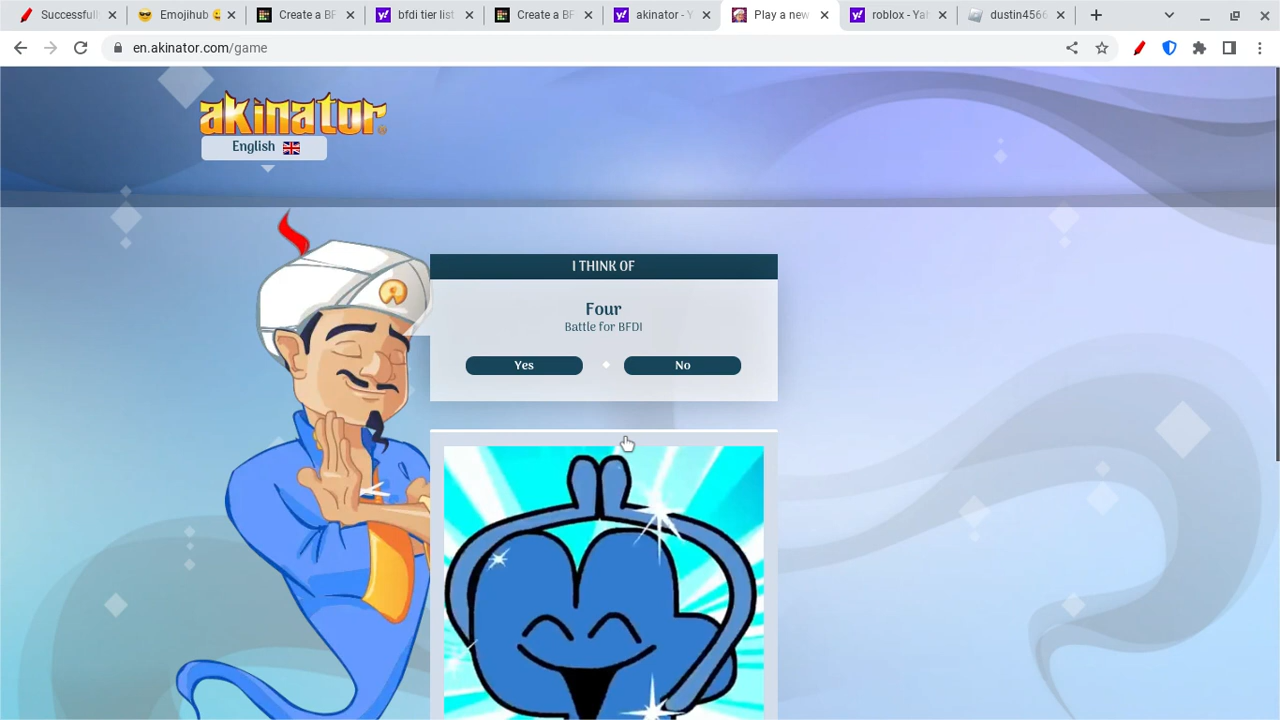 Successful
Emojihub
Create a BF
bfdi tier list
Create a BF
akinator - Y
Play a new
roblox - Ya
dustin4566
en.akinator.com/game
akinator
English
I THINK OF
Four
Battle for BFDI
Yes
No